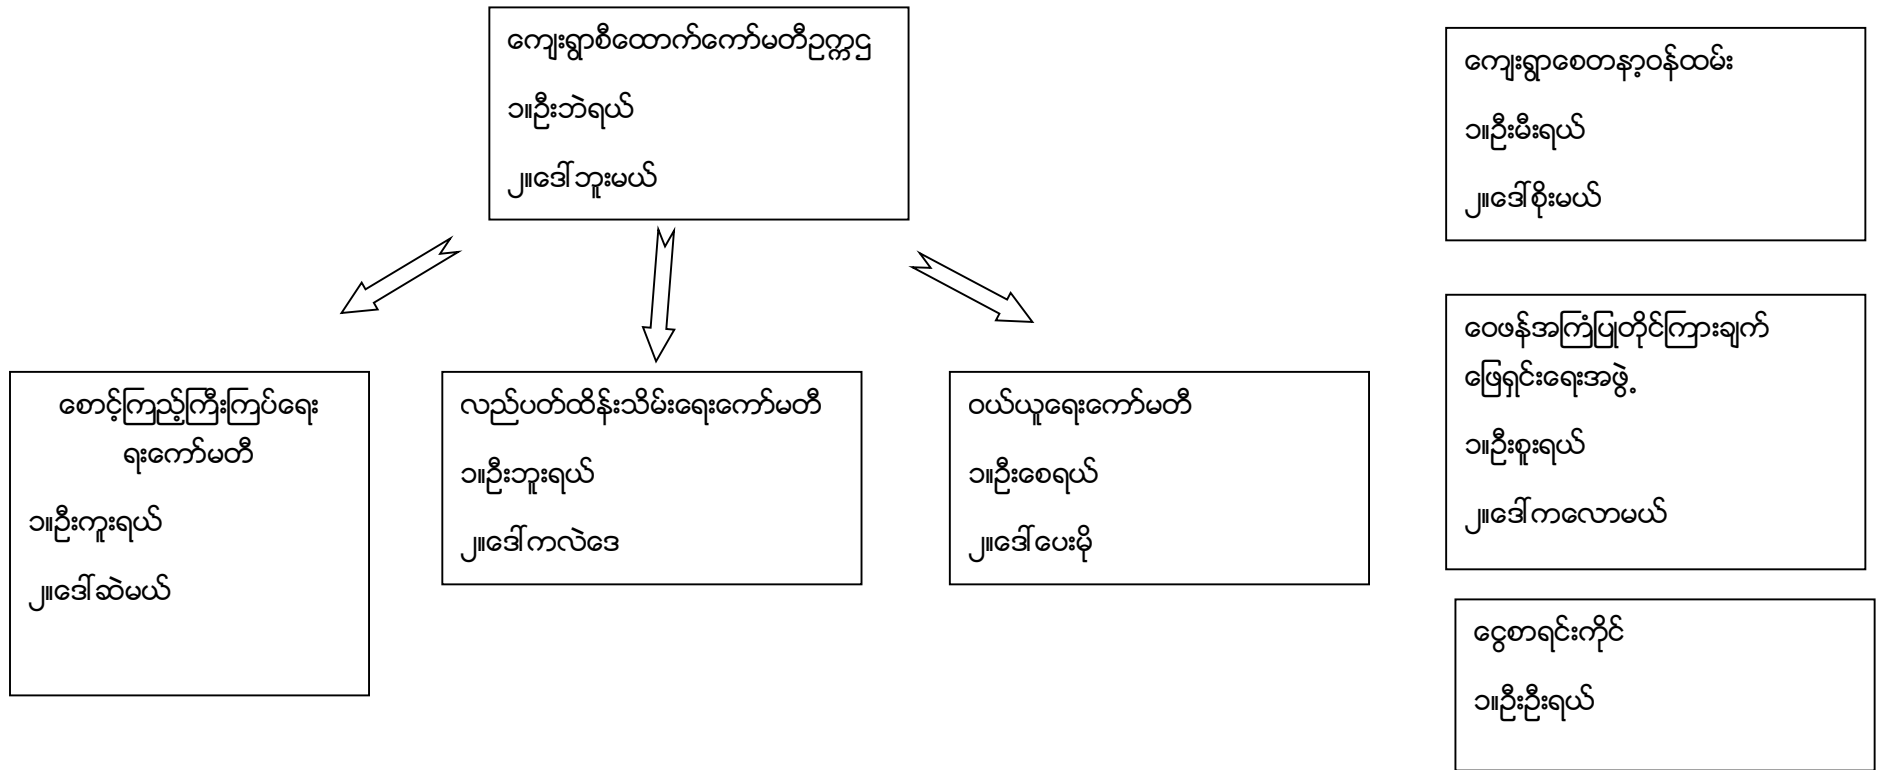 ကျေးရွာစီထောက်ကော်မတီဥက္ကဌ
၁။ဦးဘဲရယ်
၂။ဒေါ်ဘူးမယ်
ကျေးရွာစေတနာ့ဝန်ထမ်း
၁။ဦးမီးရယ်
၂။ဒေါ်စိုးမယ်
စောင့်ကြည့်ကြီးကြပ်ရေး
ရးကော်မတီ
၁။ဦးကူးရယ်
၂။ဒေါ်ဆဲမယ်
လည်ပတ်ထိန်းသိမ်းရေးကော်မတီ
၁။ဦးဘူးရယ်
၂။ဒေါ်ကလဲဒေ
ဝယ်ယူရေးကော်မတီ
၁။ဦးစေရယ်
၂။ဒေါ်ပေးမို
ဝေဖန်အကြံပြုတိုင်ကြားချက်
ဖြေရှင်းရေးအဖွဲ့
၁။ဦးစူးရယ်
၂။ဒေါ်ကလောမယ်
ငွေစာရင်းကိုင်
၁။ဦးဦးရယ်